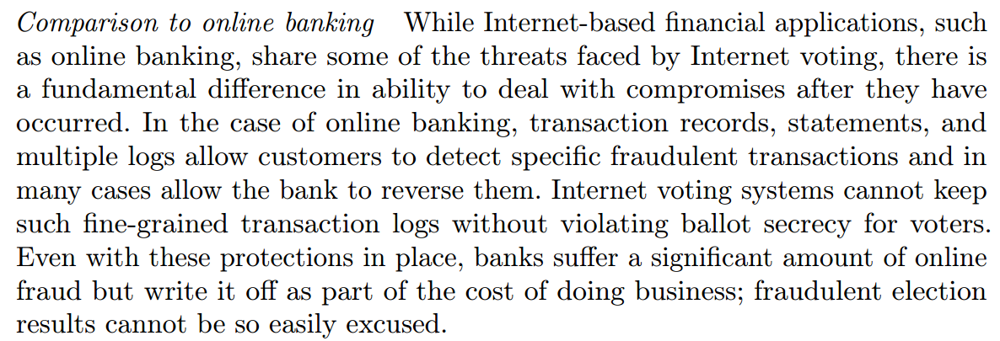 Comparison to online banking While Internet-based financial applications, such
as online banking, share some of the threats faced by Internet voting, there is
a fundamental difference in ability to deal with compromises after they have
occurred. In the case of online banking, transaction records, statements, and
multiple logs allow customers to detect specific fraudulent transactions and in
many cases allow the bank to reverse them. Internet voting systems cannot keep
such fine-grained transaction logs without violating ballot secrecy for voters.
Even with these protections in place, banks suffer a significant amount of online
fraud but write it off as part of the cost of doing business; fraudulent election
results cannot be so easily excused.